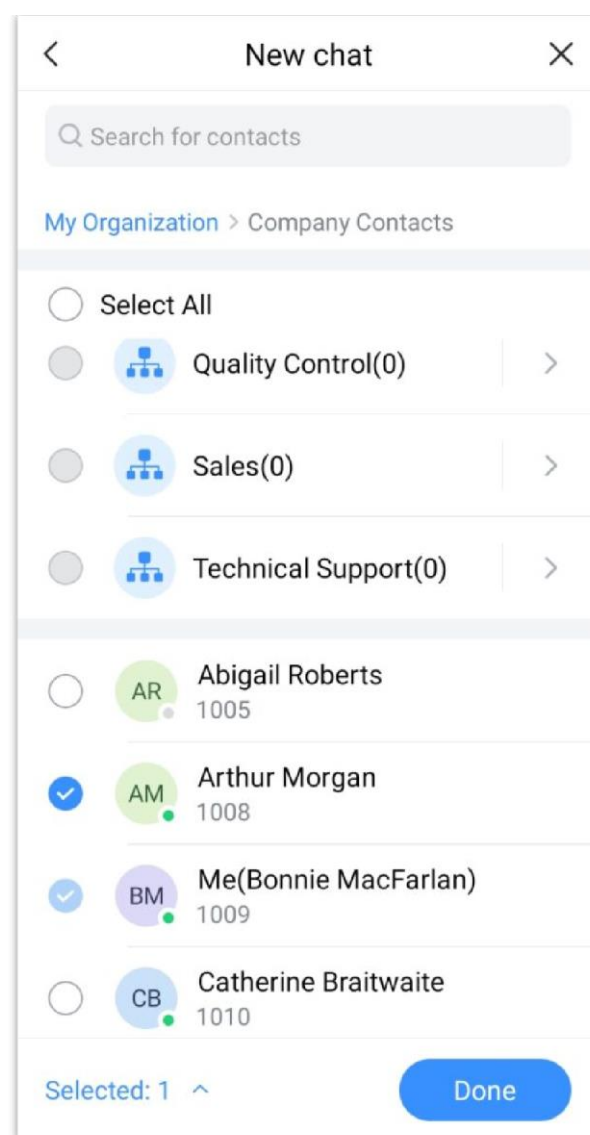 New chat
Search for contacts
My Organization > Company Contacts
Select All
Quality Control(0)
Sales(0)
Technical Support(0)
AR
Abigail Roberts
1005
AM
Arthur Morgan
1008
BM
Me(Bonnie MacFarlan)
1009
CB
Catherine Braitwaite
1010
Selected: 1
Done